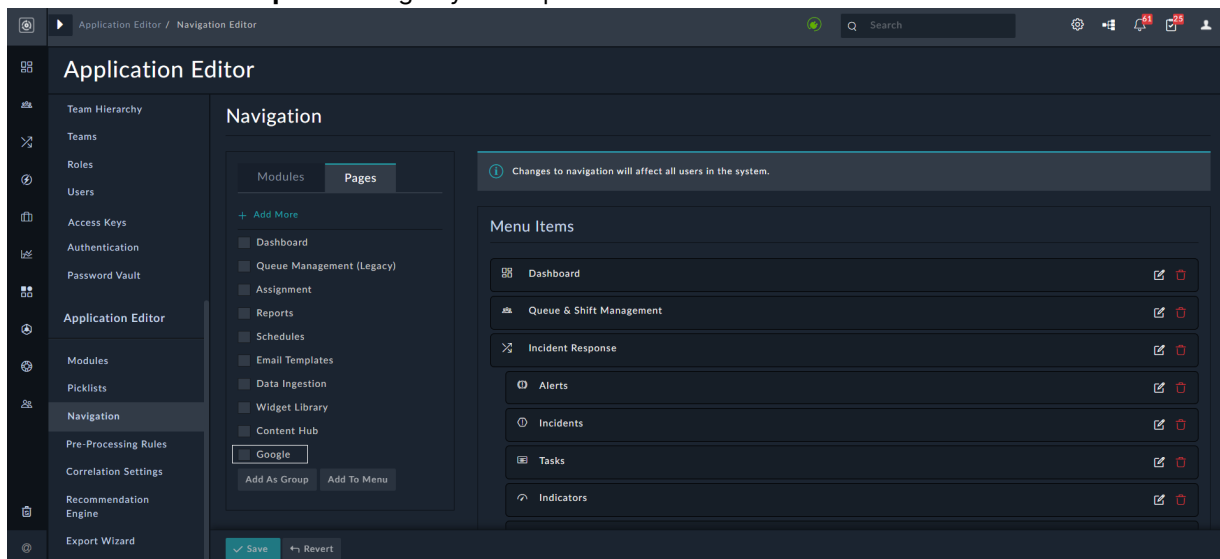 Application Editor / Navigation Editor
Search
61
25
Application Editor
Team Hierarchy
Teams
Roles
Users
Access Keys
Authentication
Password Vault
Application Editor
Modules
Picklists
Navigation
Pre-Processing Rules
Correlation Settings
Recommendation
Engine
Export Wizard
Navigation
Modules
Pages
+ Add More
Dashboard
Queue Management (Legacy)
Assignment
Reports
Schedules
Email Templates
Data Ingestion
Widget Library
Content Hub
Google
Add As Group
Add To Menu
Changes to navigation will affect all users in the system.
Menu Items
Dashboard
Queue & Shift Management
Incident Response
Alerts
Incidents
Tasks
Indicators
Save
Revert